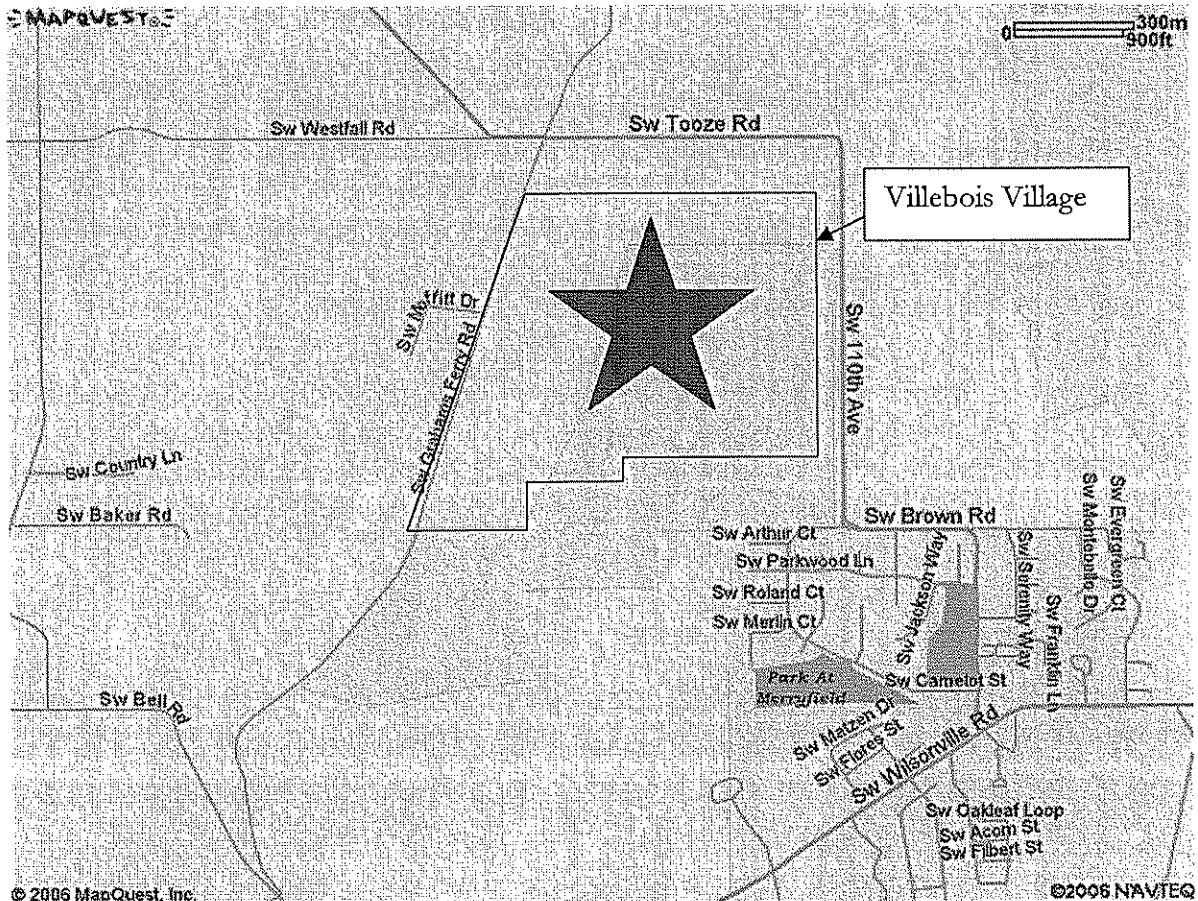 MAPQUEST
300m
0
900ft
Sw Westfall Rd
Sw Tooze Rd
Villebois Village
Sw Moffitt Dr
Sw Grahams Ferry Rd
Sw 110th Ave
Sw Country Ln
Sw Baker Rd
Sw Brown Rd
Sw Arthur Ct
Sw Parkwood Ln
Sw Roland Ct
Sw Merlin Ct
Sw Jackson Way
Sw Serenity Way
Sw Franklin Ln
Sw Montebello Dr
Sw Evergreen Ct
Park At
Merryfield
Sw Camelot St
Sw Bell Rd
Sw Matzen Dr
Sw Flores St
Sw Wilsonville Rd
Sw Oakleaf Loop
Sw Acorn St
Sw Filbert St
© 2006 MapQuest, Inc.
©2006 NAVTEQ